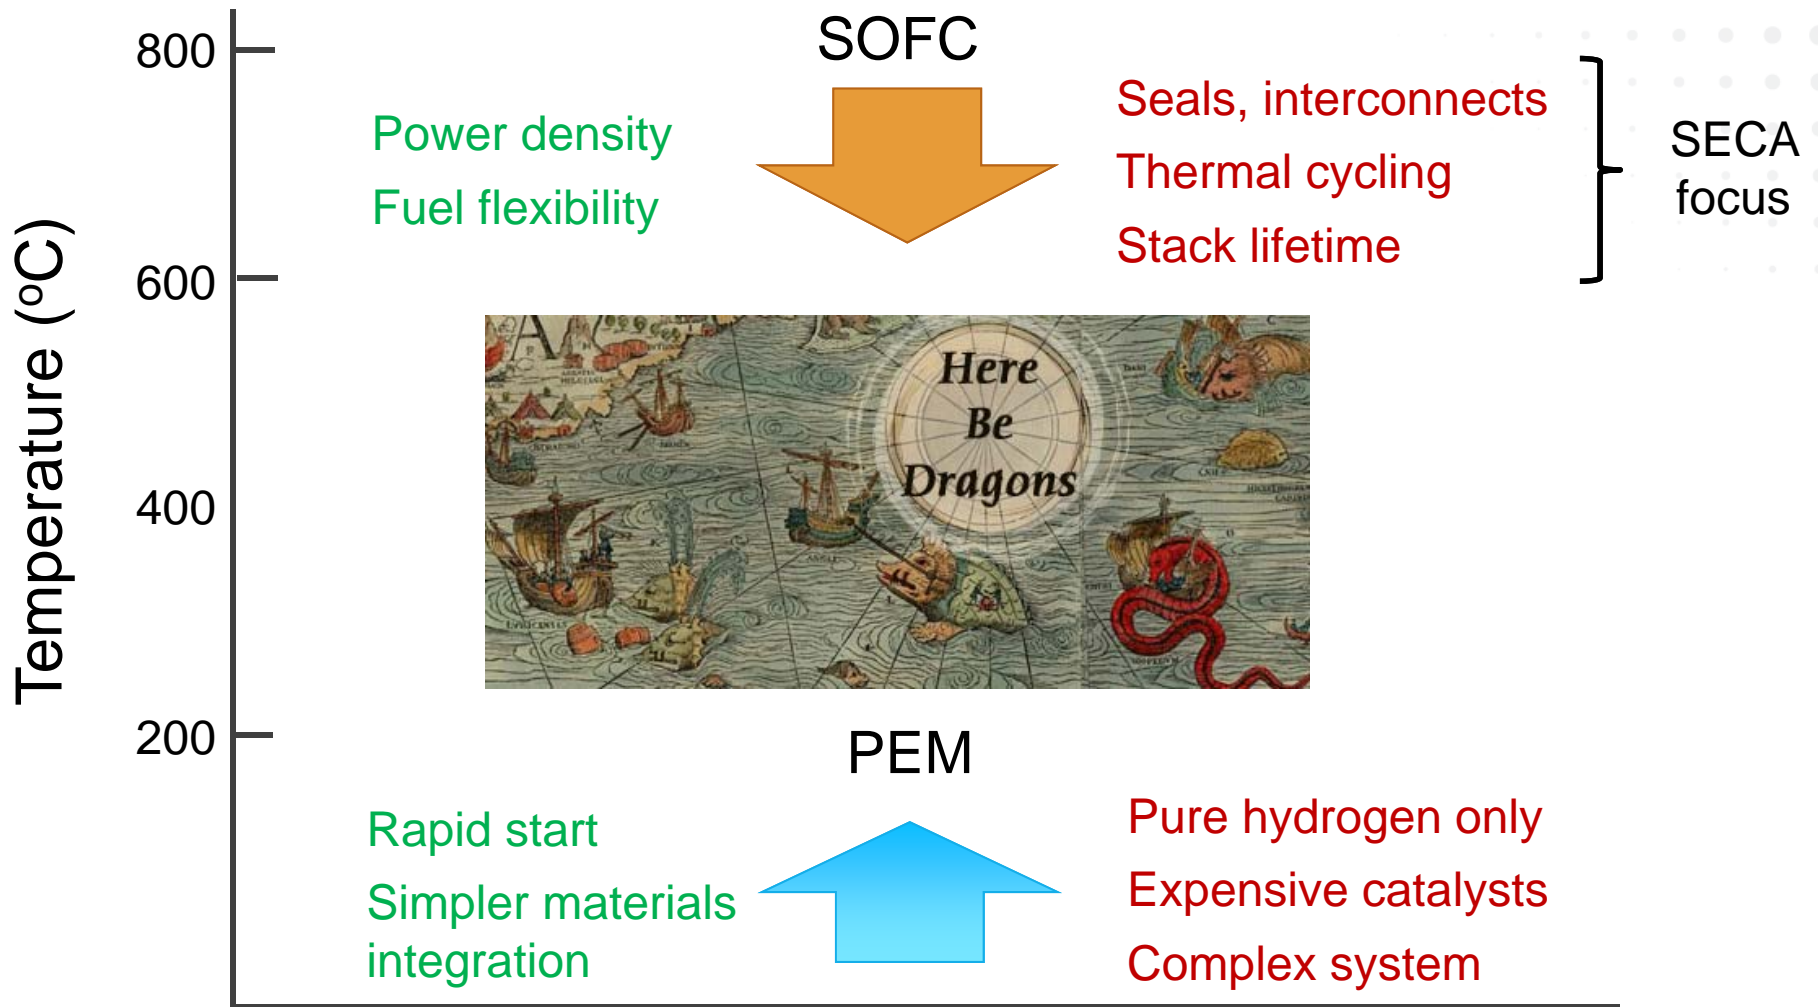 800
600
400
200
Temperature (ºC)
SOFC
Power density
Fuel flexibility
Seals, interconnects
Thermal cycling
Stack lifetime
SECA
focus
Here
Be
Dragons
PEM
Rapid start
Simpler materials
integration
Pure hydrogen only
Expensive catalysts
Complex system